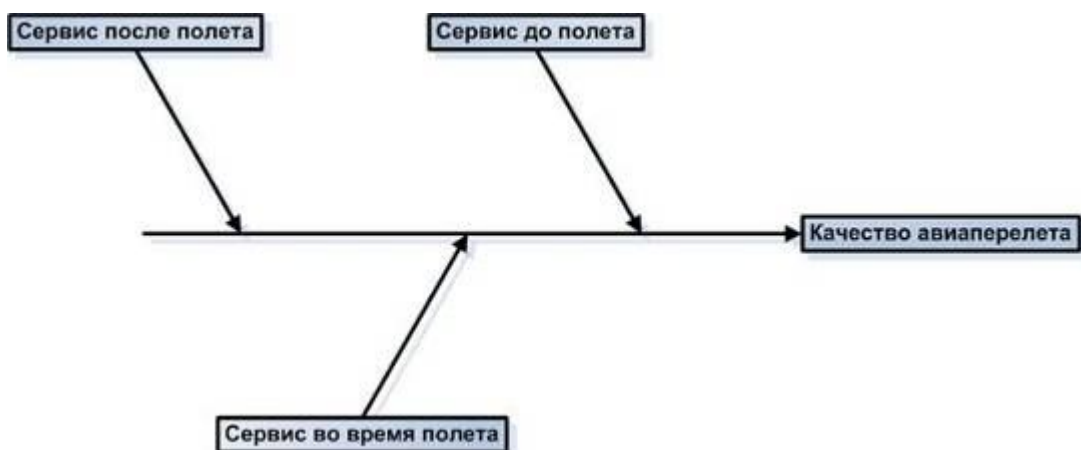 Сервис после полета
Сервис до полета
Качество авиаперелета
Сервис во время полета